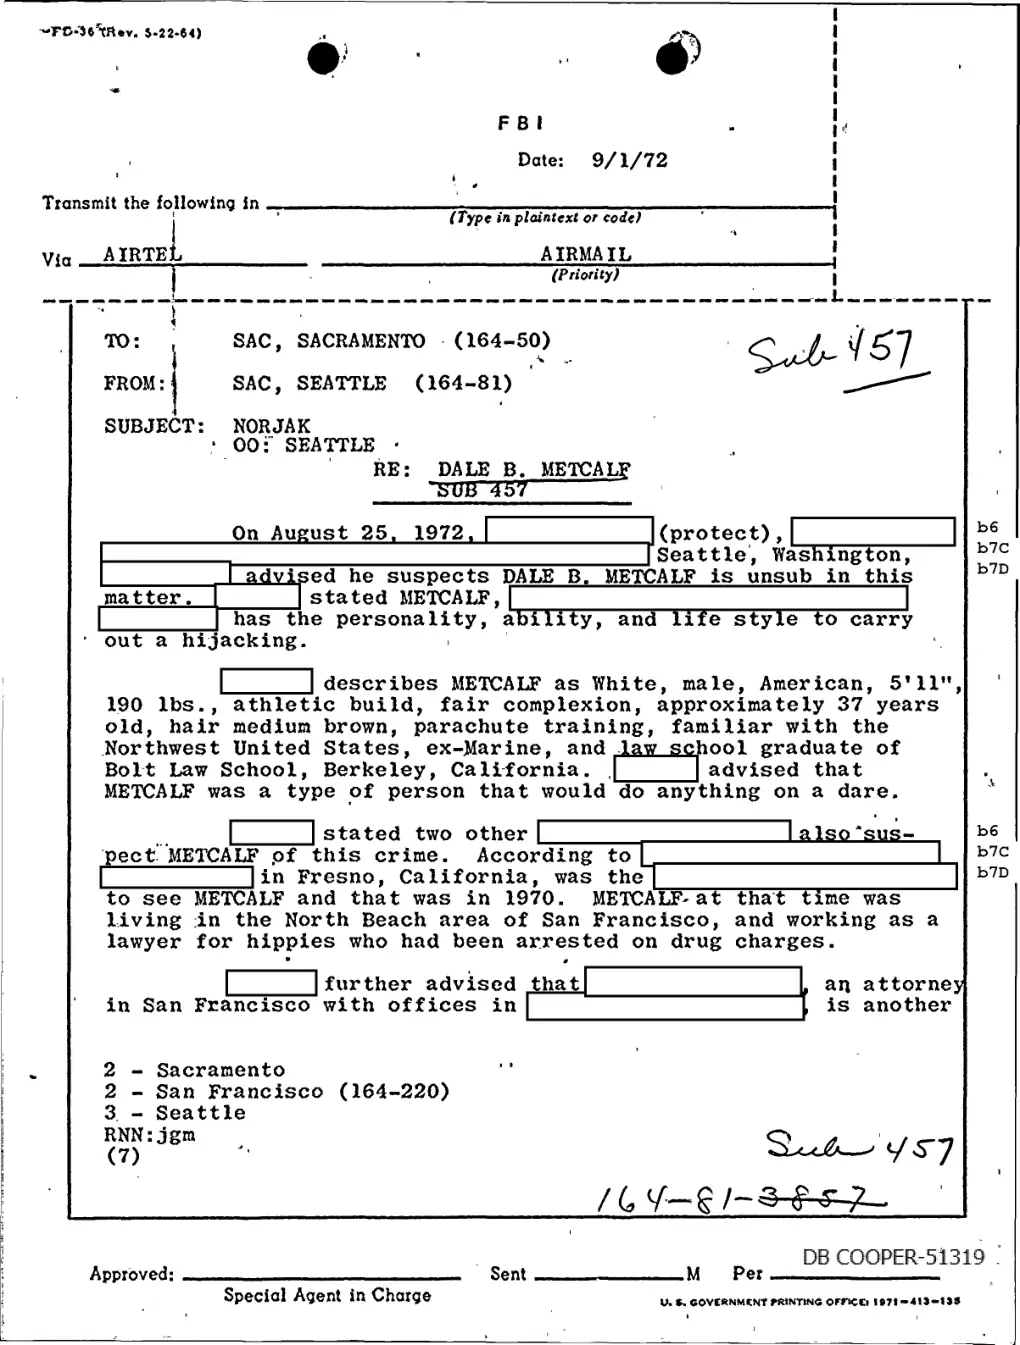 FD-36 (Rev. 5-22-64)
F B I
Date: 9/1/72
Transmit the following in
(Type in plaintext or code)
Via AIRTEL AIRMAIL
(Priority)
TO: SAC, SACRAMENTO (164-50)
Sub 457
FROM: SAC, SEATTLE (164-81)
SUBJECT: NORJAK
OO: SEATTLE
RE: DALE B. METCALF
SUB 457
On August 25, 1972, (protect),
b6
Seattle, Washington,
b7C
advised he suspects DALE B. METCALF is unsub in this
b7D
matter. stated METCALF,
has the personality, ability, and life style to carry
out a hijacking.
describes METCALF as White, male, American, 5'11",
190 lbs., athletic build, fair complexion, approximately 37 years
old, hair medium brown, parachute training, familiar with the
Northwest United States, ex-Marine, and law school graduate of
Bolt Law School, Berkeley, California. advised that
METCALF was a type of person that would do anything on a dare.
stated two other also sus-
b6
pect METCALF of this crime. According to
b7C
in Fresno, California, was the
b7D
to see METCALF and that was in 1970. METCALF at that time was
living in the North Beach area of San Francisco, and working as a
lawyer for hippies who had been arrested on drug charges.
further advised that , an attorney
in San Francisco with offices in , is another
2 - Sacramento
2 - San Francisco (164-220)
3 - Seattle
RNN:jgm
(7)
Sub 457
164-81-3857
DB COOPER-51319
Approved: Sent M Per
Special Agent in Charge
U. S. GOVERNMENT PRINTING OFFICE: 1971-413-135